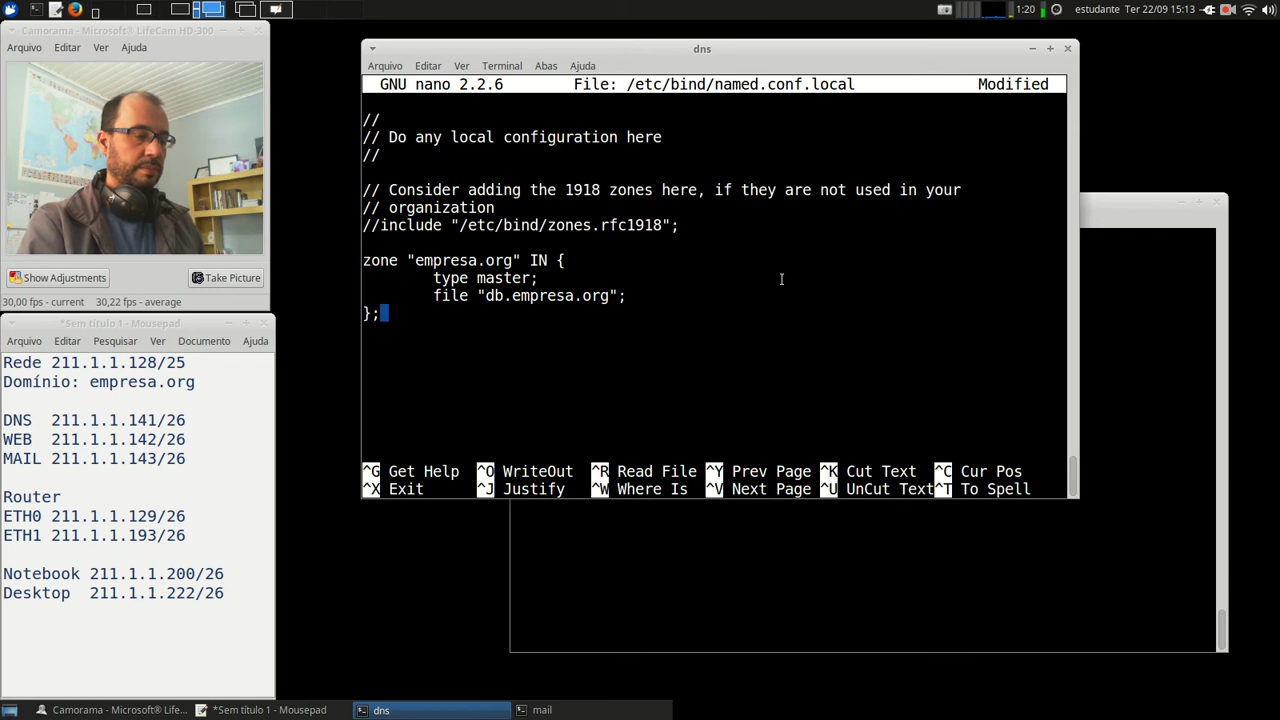 1:20
estudante Ter 22/09 15:13
Camorama - Microsoft® LifeCam HD-300
Arquivo Editar Ver Ajuda
Show Adjustments
Take Picture
30,00 fps - current 30,22 fps - average
*Sem título 1 - Mousepad
Arquivo Editar Pesquisar Ver Documento Ajuda
Rede 211.1.1.128/25
Domínio: empresa.org
DNS 211.1.1.141/26
WEB 211.1.1.142/26
MAIL 211.1.1.143/26
Router
ETH0 211.1.1.129/26
ETH1 211.1.1.193/26
Notebook 211.1.1.200/26
Desktop 211.1.1.222/26
dns
Arquivo Editar Ver Terminal Abas Ajuda
GNU nano 2.2.6 File: /etc/bind/named.conf.local Modified
//
// Do any local configuration here
//
// Consider adding the 1918 zones here, if they are not used in your
// organization
//include "/etc/bind/zones.rfc1918";
zone "empresa.org" IN {
type master;
file "db.empresa.org";
};
^G Get Help ^O WriteOut ^R Read File ^Y Prev Page ^K Cut Text ^C Cur Pos
^X Exit ^J Justify ^W Where Is ^V Next Page ^U UnCut Text ^T To Spell
Camorama - Microsoft® Life...
*Sem título 1 - Mousepad
dns
mail